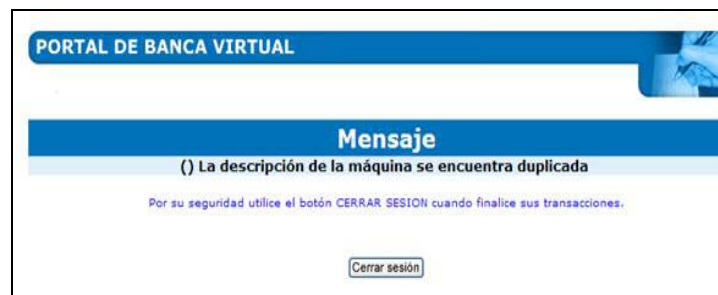 PORTAL DE BANCA VIRTUAL
Mensaje
() La descripción de la máquina se encuentra duplicada
Por su seguridad utilice el botón CERRAR SESION cuando finalice sus transacciones.
Cerrar sesión